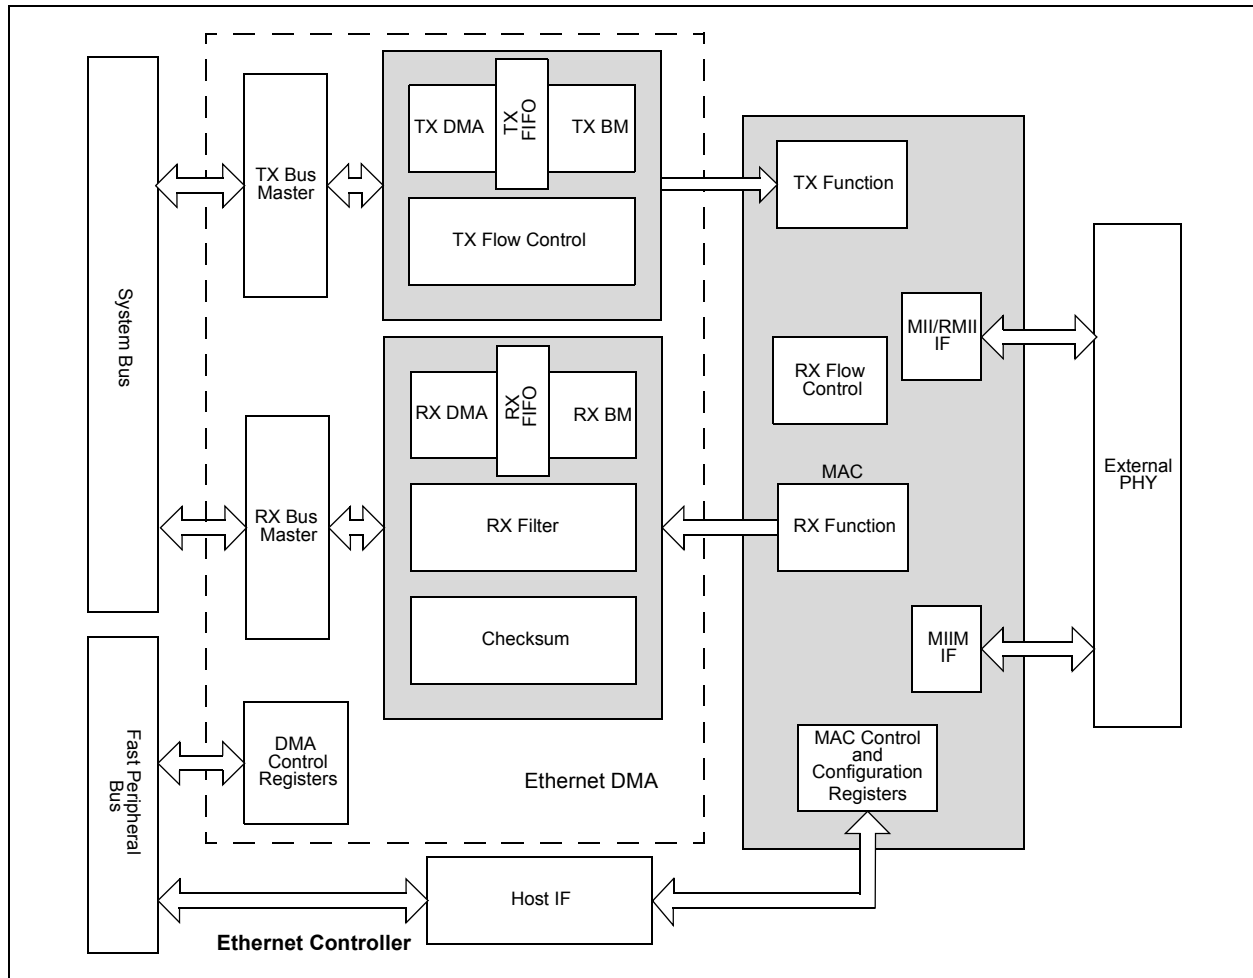 System Bus
TX Bus
Master
TX DMA
TX
FIFO
TX BM
TX Flow Control
TX Function
MII/RMII
IF
RX Flow
Control
RX Bus
Master
RX DMA
RX
FIFO
RX BM
RX Filter
Checksum
MAC
RX Function
External
PHY
MIIM
IF
Fast Peripheral
Bus
DMA
Control
Registers
Ethernet DMA
MAC Control
and
Configuration
Registers
Host IF
Ethernet Controller